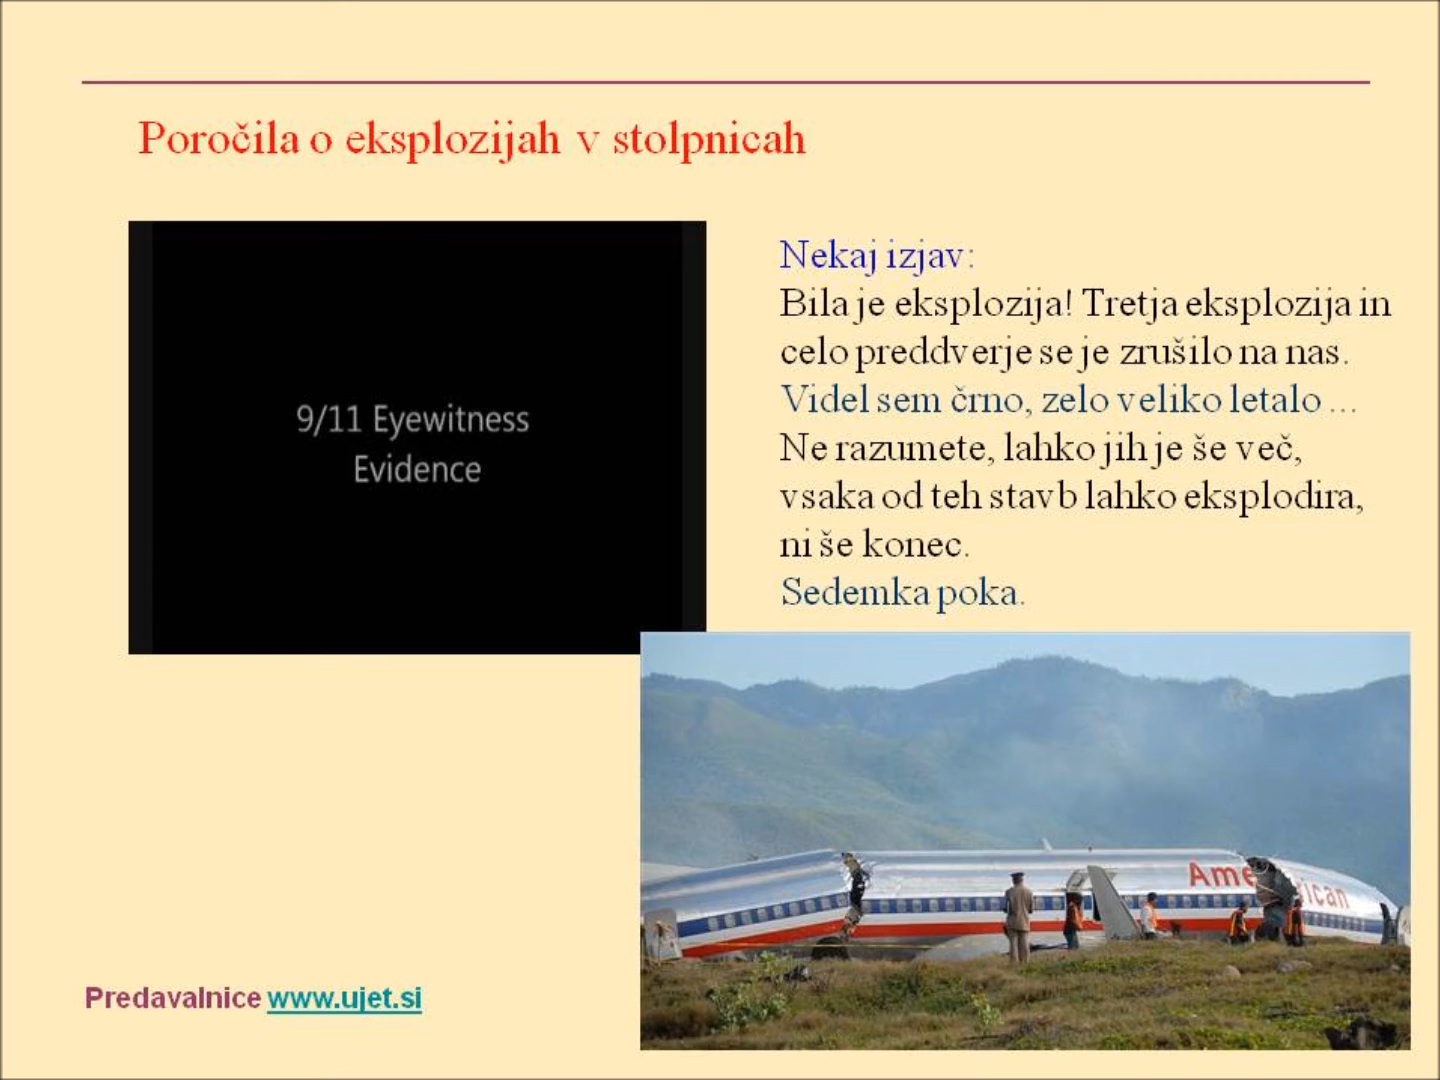 Poročila o eksplozijah v stolpnicah
9/11 Eyewitness
Evidence
Nekaj izjav:
Bila je eksplozija! Tretja eksplozija in
celo preddverje se je zrušilo na nas.
Videl sem črno, zelo veliko letalo ...
Ne razumete, lahko jih je še več,
vsaka od teh stavb lahko eksplodira,
ni še konec.
Sedemka poka.
Ame rican
Predavalnice www.ujet.si